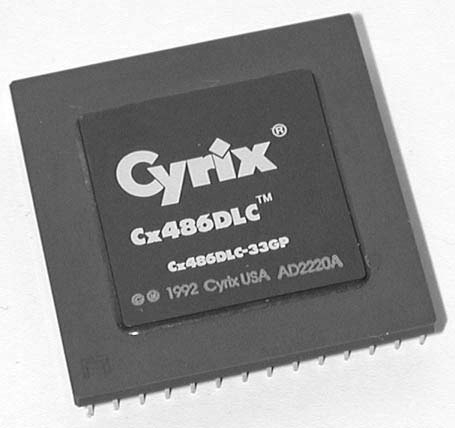 Cyrix®
Cx486DLC™
Cx486DLC-33GP
© Ⓜ 1992 Cyrix USA AD2220A